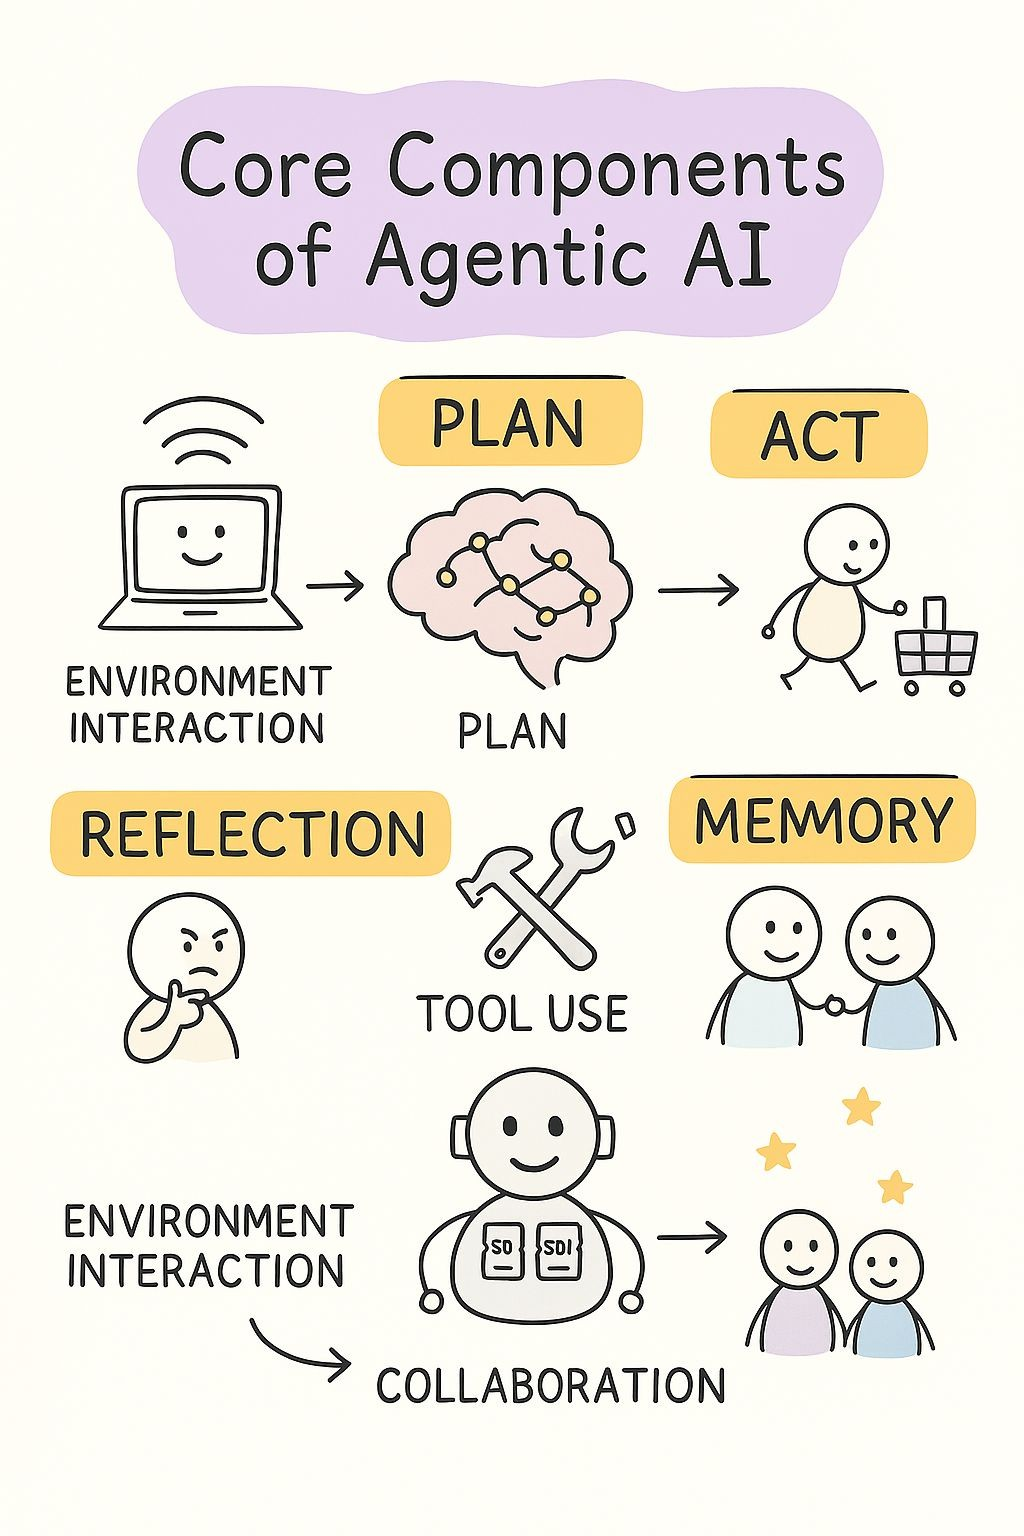 Core Components
of Agentic AI
PLAN
ACT
ENVIRONMENT
INTERACTION
PLAN
REFLECTION
MEMORY
TOOL USE
ENVIRONMENT
INTERACTION
SD
SDI
COLLABORATION